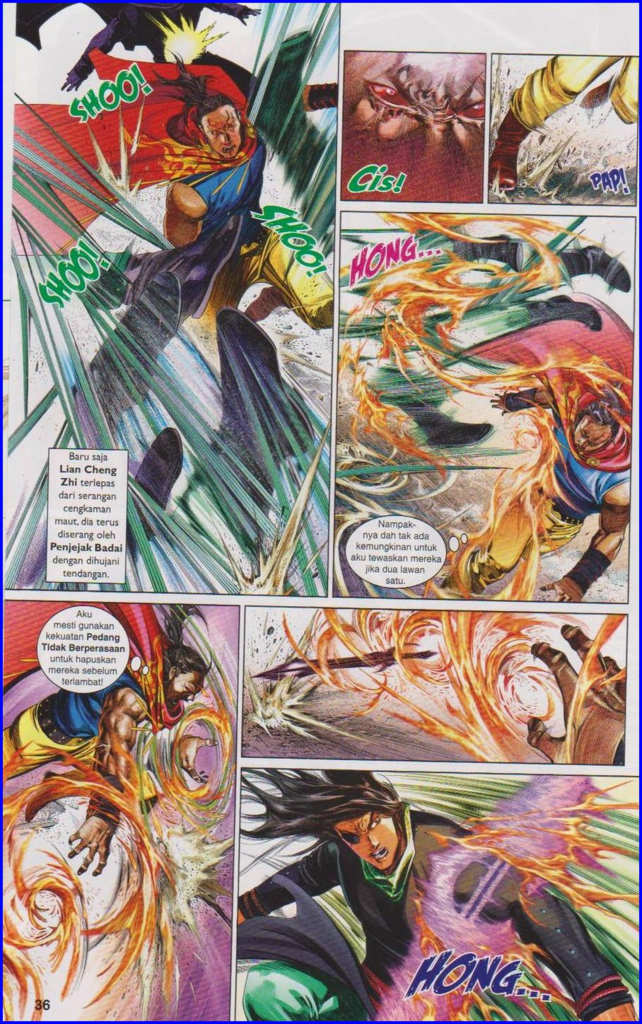 SHOO!
SHOO!
SHOO!
Baru saja
Lian Cheng
Zhi terlepas
dari serangan
cengkaman
maut, dia terus
diserang oleh
Penjejak Badai
dengan dihujani
tendangan.
Cis!
PAP!
HONG...
Nampak-
nya dah tak ada
kemungkinan untuk
aku tewaskan mereka
jika dua lawan
satu.
Aku
mesti gunakan
kekuatan Pedang
Tidak Berperasaan
untuk hapuskan
mereka sebelum
terlambat!
HONG...
36